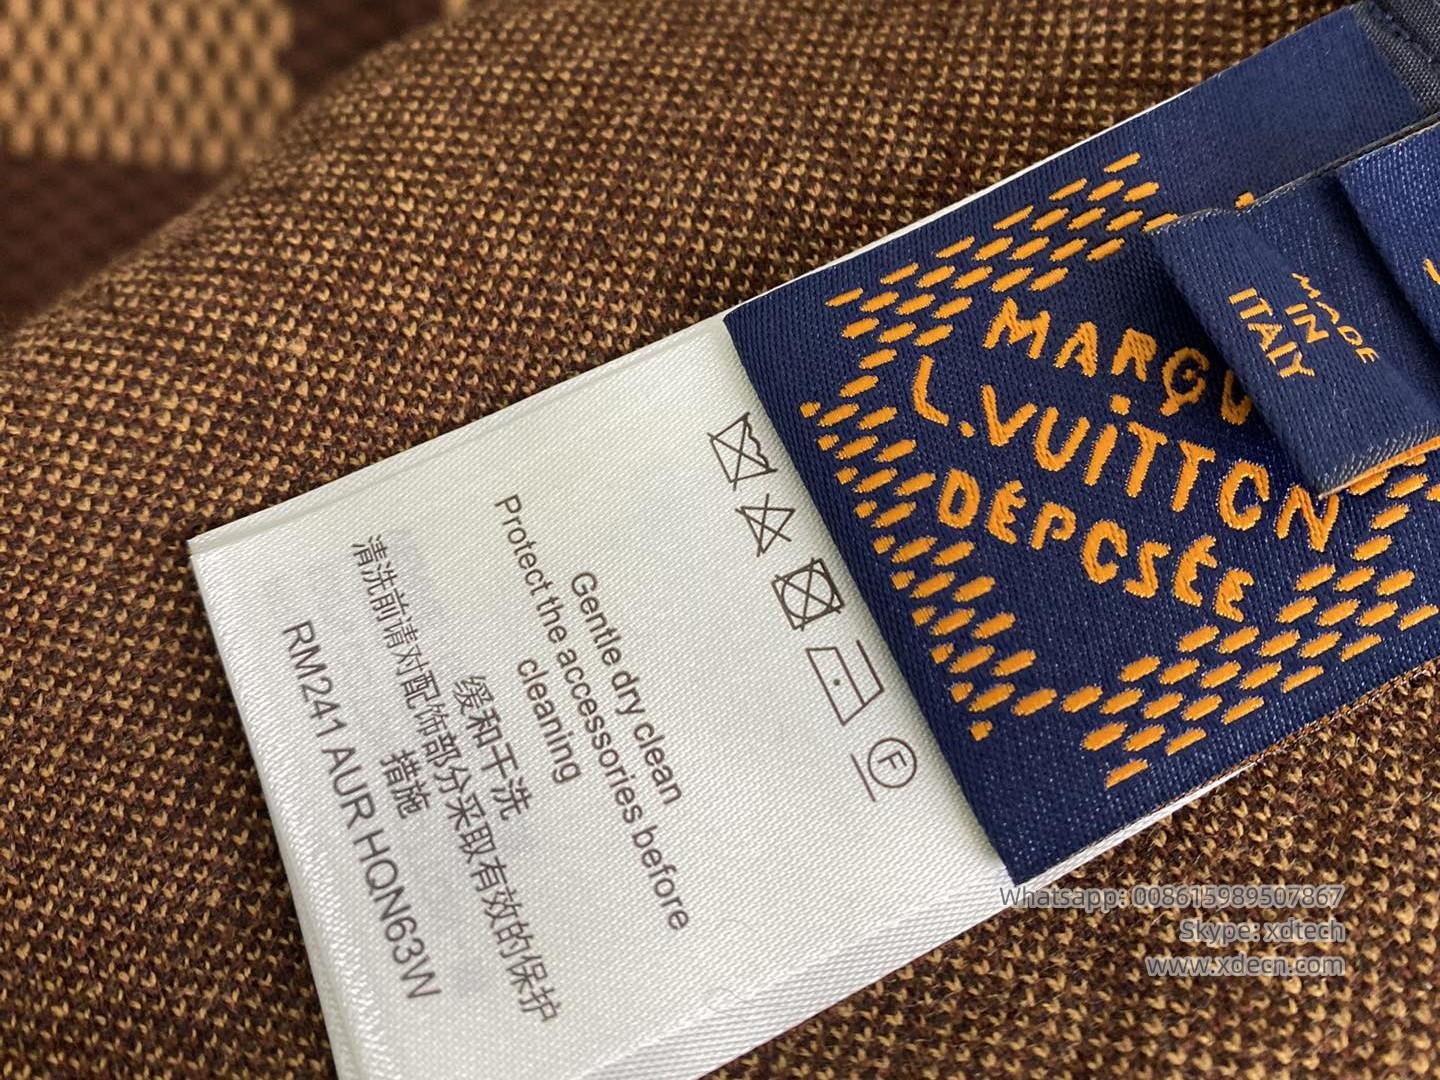 MARQU
L.VUiTTON
DÉPOSÉE
MADE
IN
ITALY
Gentle dry clean
Protect the accessories before
cleaning
缓和干洗
清洗前请对配饰部分采取有效的保护
措施
RM241 AUR HQN63W
F
Whatsapp: 008615989507867
Skype: xdtech
www.xdecn.com